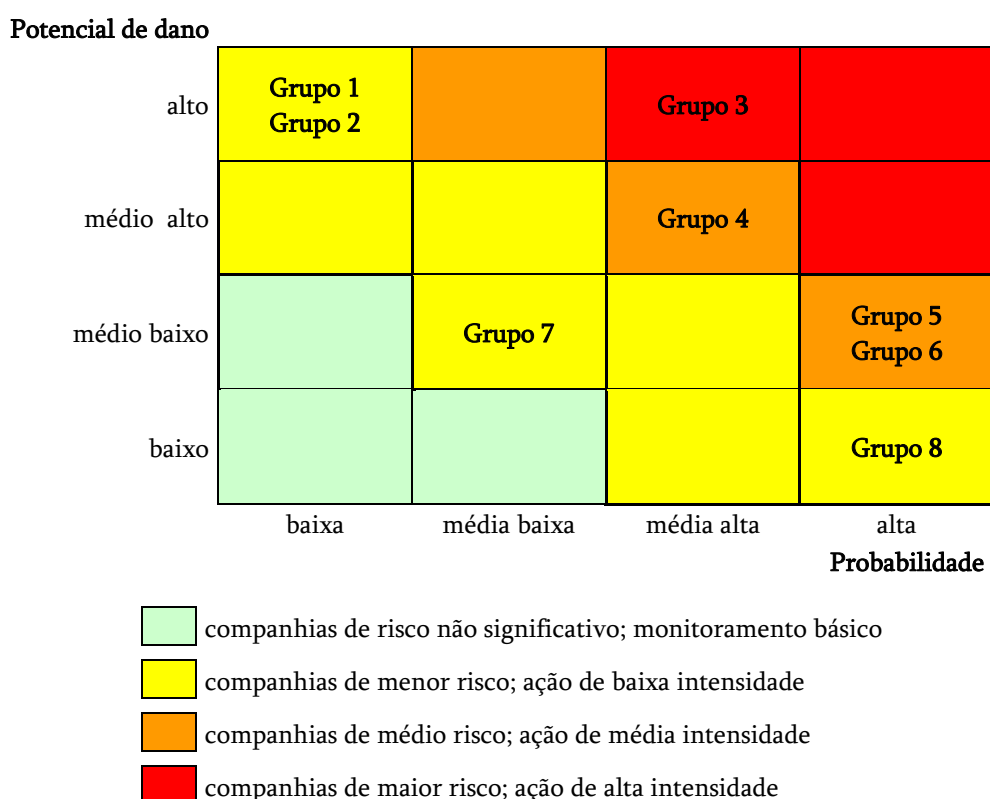 Potencial de dano
alto
Grupo 1
Grupo 2
Grupo 3
médio alto
Grupo 4
médio baixo
Grupo 7
Grupo 5
Grupo 6
baixo
Grupo 8
baixa
média baixa
média alta
alta
Probabilidade
companhias de risco não significativo; monitoramento básico
companhias de menor risco; ação de baixa intensidade
companhias de médio risco; ação de média intensidade
companhias de maior risco; ação de alta intensidade